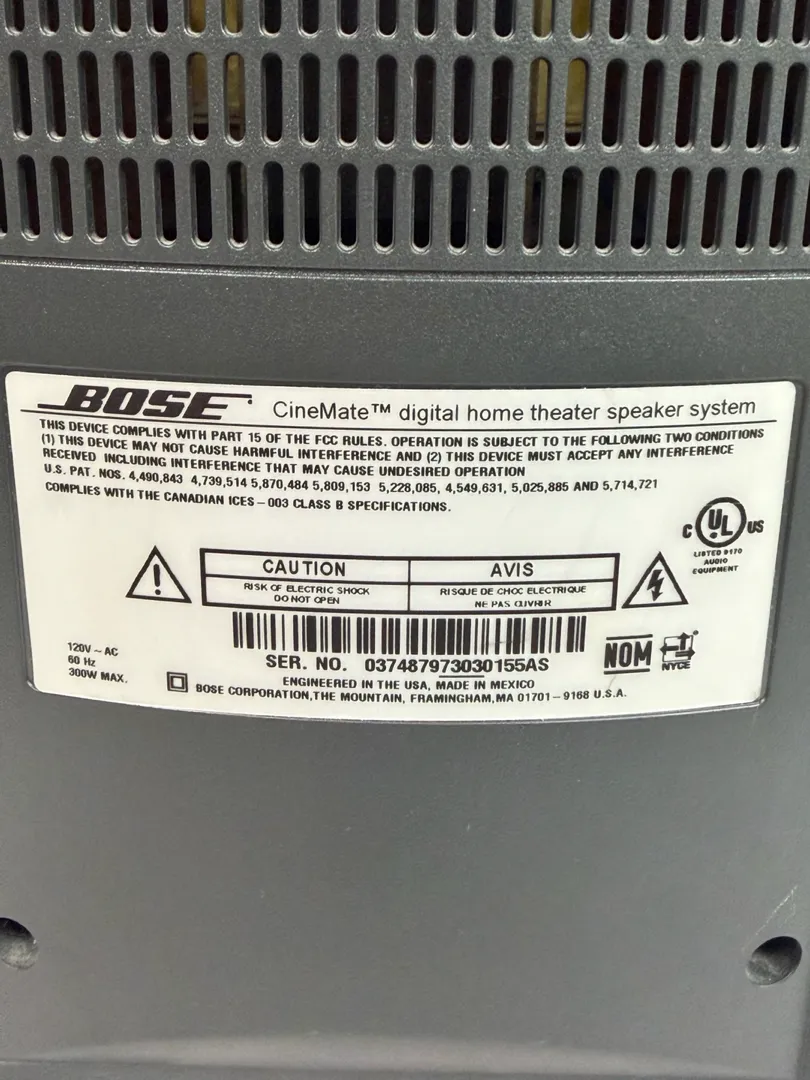 BOSE CineMate™ digital home theater speaker system
THIS DEVICE COMPLIES WITH PART 15 OF THE FCC RULES. OPERATION IS SUBJECT TO THE FOLLOWING TWO CONDITIONS
(1) THIS DEVICE MAY NOT CAUSE HARMFUL INTERFERENCE AND (2) THIS DEVICE MUST ACCEPT ANY INTERFERENCE
RECEIVED INCLUDING INTERFERENCE THAT MAY CAUSE UNDESIRED OPERATION
U.S. PAT. NOS. 4,490,843 4,739,514 5,870,484 5,809,153 5,228,085, 4,549,631, 5,025,885 AND 5,714,721
COMPLIES WITH THE CANADIAN ICES – 003 CLASS B SPECIFICATIONS.
C UL US
LISTED 9170
AUDIO
EQUIPMENT
CAUTION
RISK OF ELECTRIC SHOCK
DO NOT OPEN
AVIS
RISQUE DE CHOC ELECTRIQUE
NE PAS OUVRIR
120V ~ AC
60 Hz
300W MAX.
SER. NO. 037487973030155AS
ENGINEERED IN THE USA, MADE IN MEXICO
BOSE CORPORATION,THE MOUNTAIN, FRAMINGHAM,MA 01701 – 9168 U.S.A.
NOM
NYCE